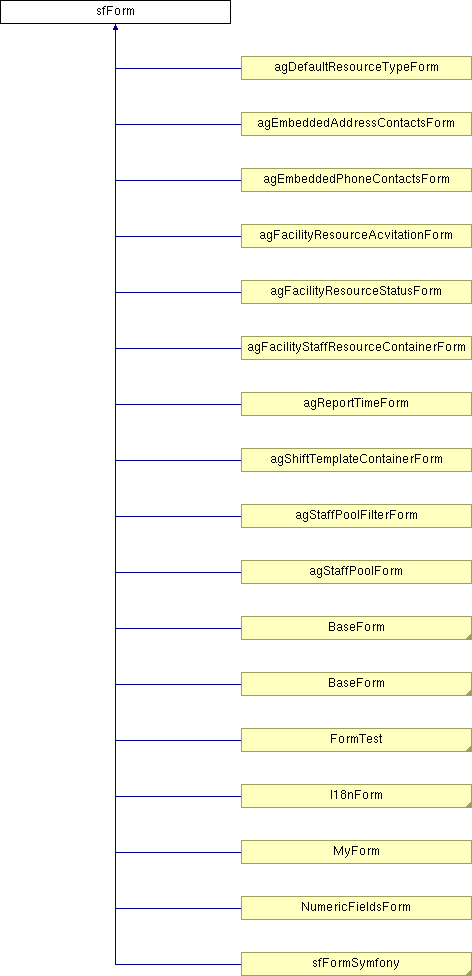 sfForm
agDefaultResourceTypeForm
agEmbeddedAddressContactsForm
agEmbeddedPhoneContactsForm
agFacilityResourceAcvitationForm
agFacilityResourceStatusForm
agFacilityStaffResourceContainerForm
agReportTimeForm
agShiftTemplateContainerForm
agStaffPoolFilterForm
agStaffPoolForm
BaseForm
BaseForm
FormTest
I18nForm
MyForm
NumericFieldsForm
sfFormSymfony